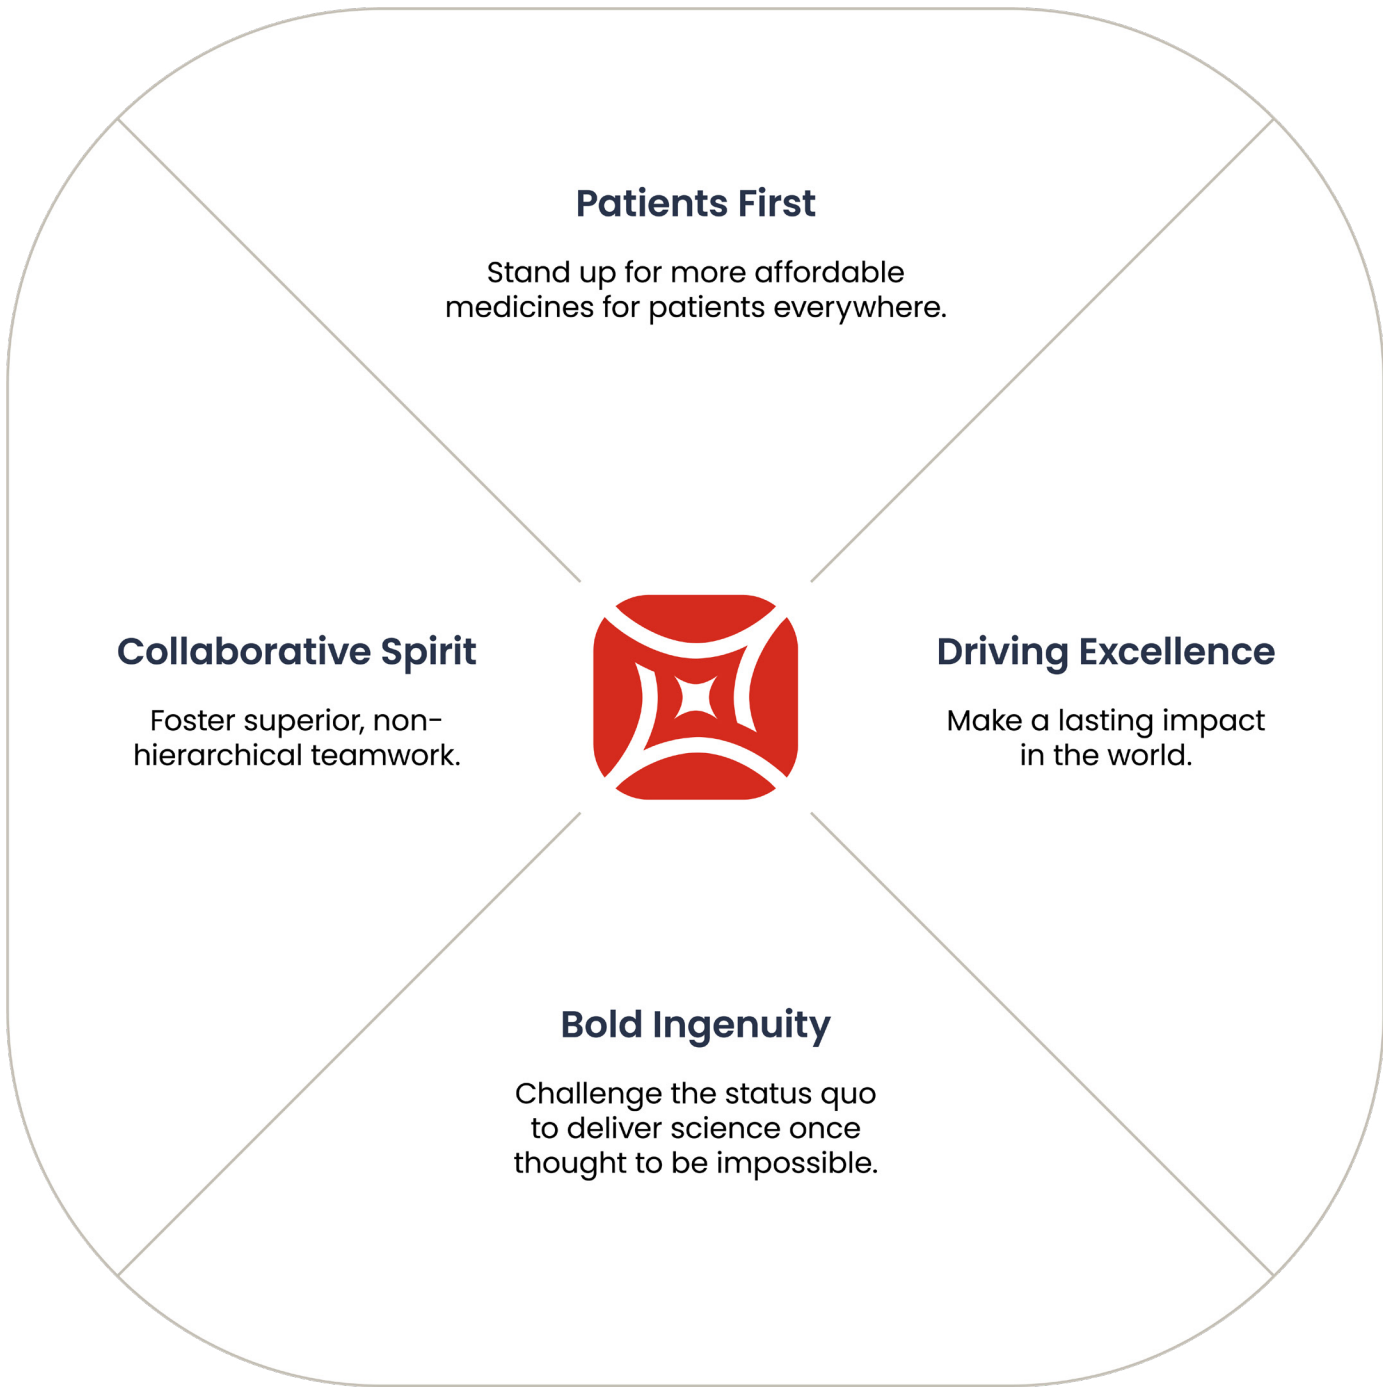 Patients First
Stand up for more affordable
medicines for patients everywhere.
Collaborative Spirit
Foster superior, non-
hierarchical teamwork.
Driving Excellence
Make a lasting impact
in the world.
Bold Ingenuity
Challenge the status quo
to deliver science once
thought to be impossible.